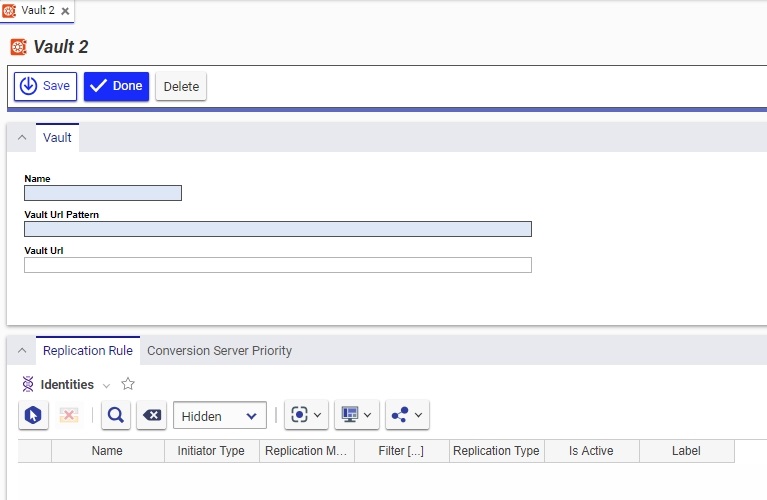 Vault 2
Vault 2
Save Done Delete
Vault
Name
Vault Url Pattern
Vault Url
Replication Rule Conversion Server Priority
Identities
Hidden
Name Initiator Type Replication M... Filter [...] Replication Type Is Active Label